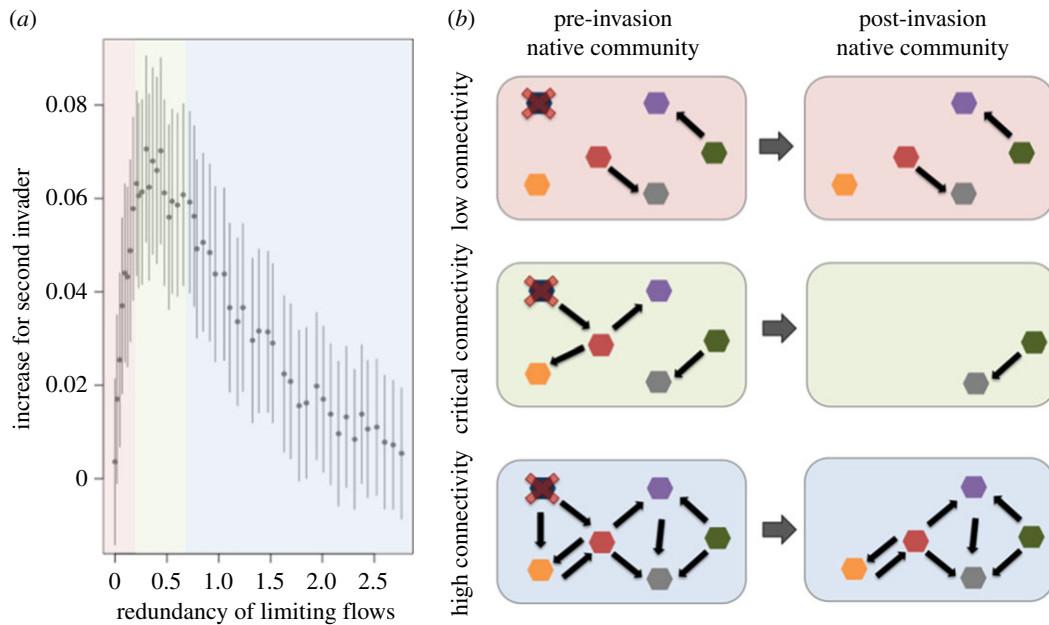 (a)
increase for second invader
0.08
0.06
0.04
0.02
0
0 0.5 1.0 1.5 2.0 2.5
redundancy of limiting flows
(b)
pre-invasion
native community
post-invasion
native community
low connectivity
critical connectivity
high connectivity